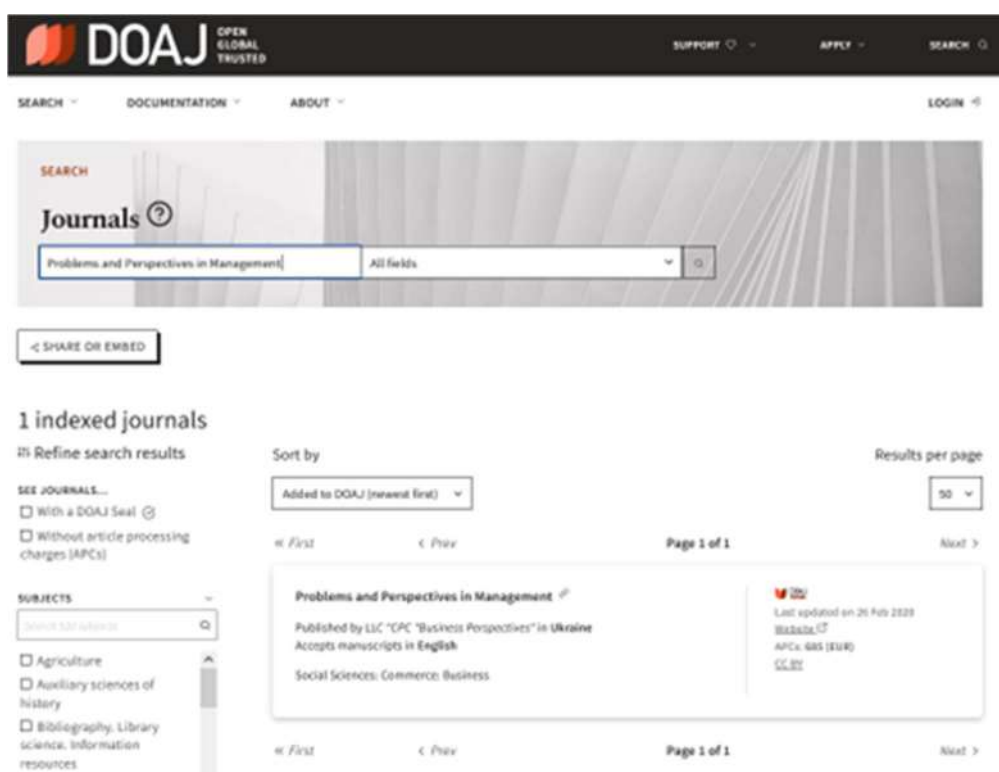 DOAJ OPEN GLOBAL TRUSTED
SUPPORT APPLY SEARCH
SEARCH DOCUMENTATION ABOUT LOGIN
SEARCH
Journals ?
Problems and Perspectives in Management All fields
SHARE OR EMBED
1 indexed journals
Refine search results
Sort by
Results per page
SEE JOURNALS...
Added to DOAJ (newest first)
50
With a DOAJ Seal
Without article processing charges (APCs)
« First ‹ Prev Page 1 of 1 Next ›
SUBJECTS
Agriculture
Auxiliary sciences of history
Bibliography. Library science. Information resources
Problems and Perspectives in Management
Published by LLC "CPC "Business Perspectives" in Ukraine
Accepts manuscripts in English
Social Sciences: Commerce: Business
Last updated on 26 Feb 2020
Website
APCs: 685 (EUR)
CC BY
« First ‹ Prev Page 1 of 1 Next ›